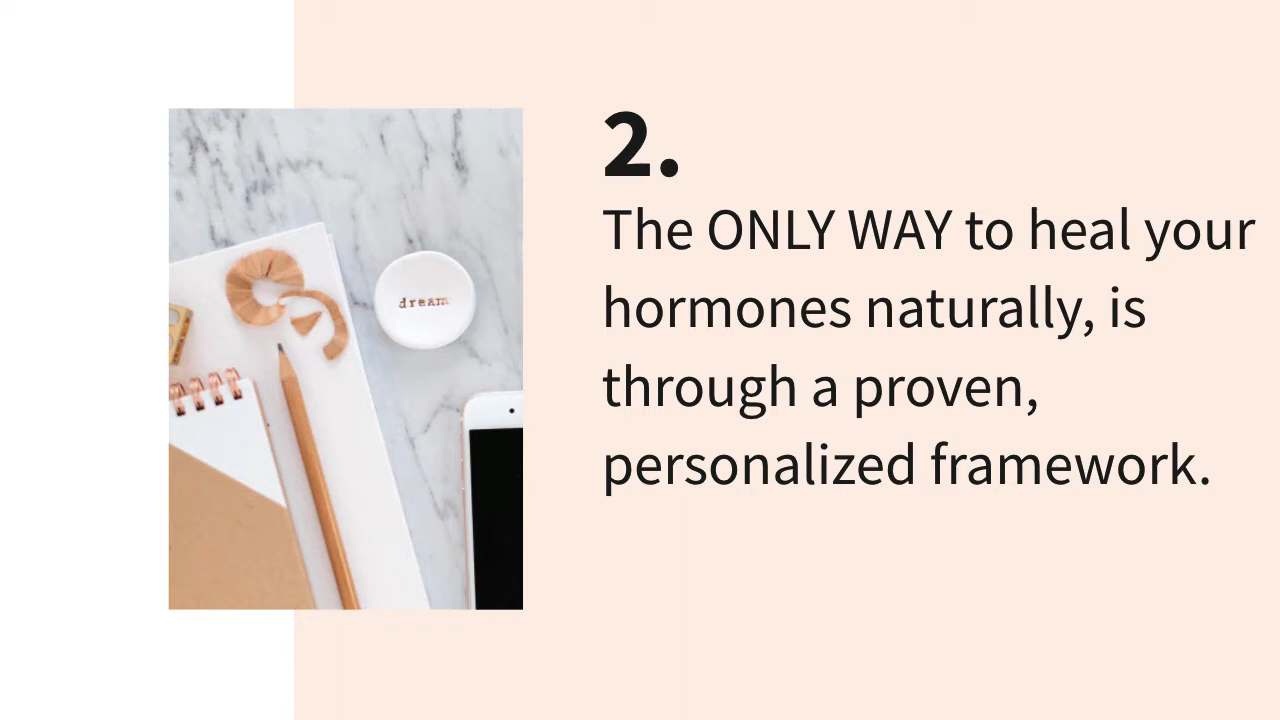 2.
The ONLY WAY to heal your
hormones naturally, is
through a proven,
personalized framework.
dream